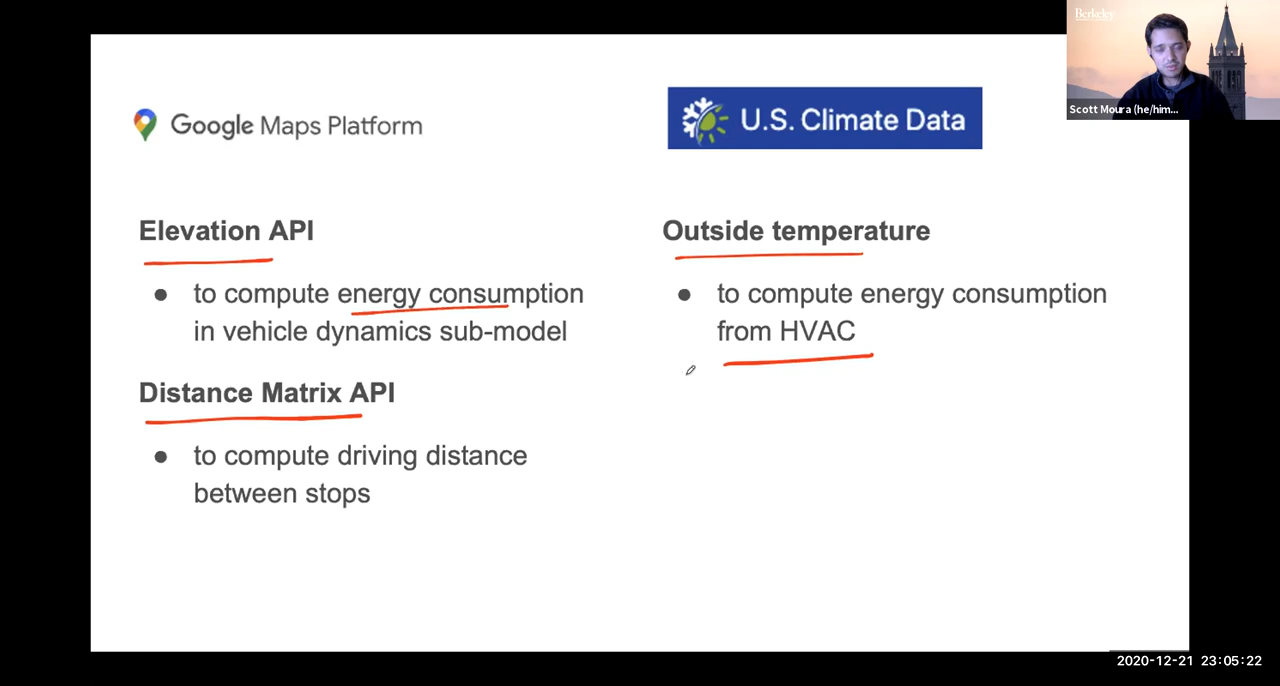 Berkeley
Scott Moura (he/him...
Google Maps Platform
U.S. Climate Data
Elevation API
● to compute energy consumption
in vehicle dynamics sub-model
Distance Matrix API
● to compute driving distance
between stops
Outside temperature
● to compute energy consumption
from HVAC
2020-12-21 23:05:22